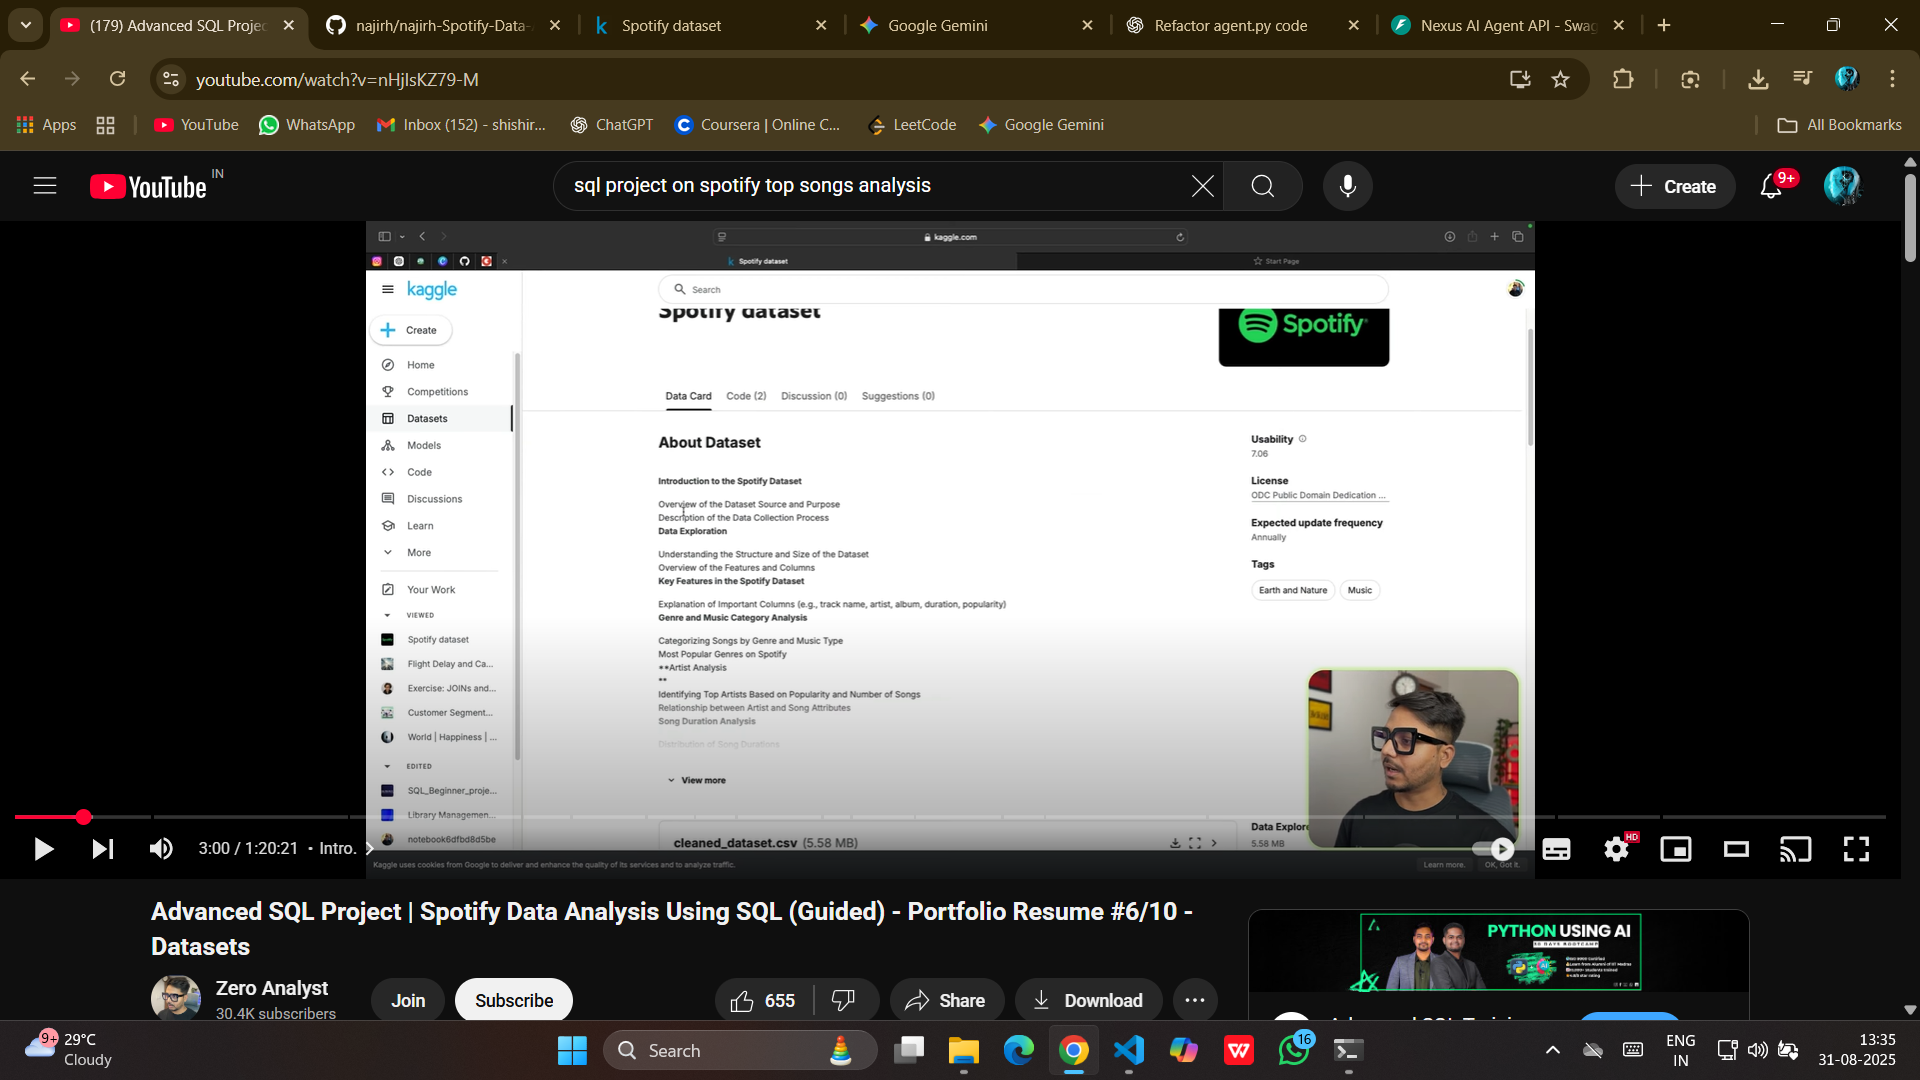 (179) Advanced SQL Projec
najirh/najirh-Spotify-Data-
Spotify dataset
Google Gemini
Refactor agent.py code
Nexus AI Agent API - Swag
youtube.com/watch?v=nHjIsKZ79-M
Apps
YouTube
WhatsApp
Inbox (152) - shishir...
ChatGPT
Coursera | Online C...
LeetCode
Google Gemini
All Bookmarks
YouTube IN
sql project on spotify top songs analysis
Create
9+
kaggle.com
Spotify dataset
Start Page
kaggle
Search
Create
Spotify dataset
Spotify
Home
Competitions
Datasets
Models
Code
Discussions
Learn
More
Your Work
VIEWED
Spotify dataset
Flight Delay and Ca...
Exercise: JOINs and...
Customer Segment...
World | Happiness | ...
EDITED
SQL_Beginner_proje...
Library Managemen...
notebook6dfbd8d5be
Data Card
Code (2)
Discussion (0)
Suggestions (0)
About Dataset
Introduction to the Spotify Dataset
Overview of the Dataset Source and Purpose
Description of the Data Collection Process
Data Exploration
Understanding the Structure and Size of the Dataset
Overview of the Features and Columns
Key Features in the Spotify Dataset
Explanation of Important Columns (e.g., track name, artist, album, duration, popularity)
Genre and Music Category Analysis
Categorizing Songs by Genre and Music Type
Most Popular Genres on Spotify
**Artist Analysis
**
Identifying Top Artists Based on Popularity and Number of Songs
Relationship between Artist and Song Attributes
Song Duration Analysis
Distribution of Song Durations
View more
cleaned_dataset.csv (5.58 MB)
Usability
7.06
License
ODC Public Domain Dedication ...
Expected update frequency
Annually
Tags
Earth and Nature
Music
Data Explore
5.58 MB
Kaggle uses cookies from Google to deliver and enhance the quality of its services and to analyze traffic.
Learn more.
OK, Got it.
3:00 / 1:20:21 • Intro.
HD
Advanced SQL Project | Spotify Data Analysis Using SQL (Guided) - Portfolio Resume #6/10 -
Datasets
Zero Analyst
30.4K subscribers
Join
Subscribe
655
Share
Download
PYTHON USING AI
9+
29°C
Cloudy
Search
16
ENG
IN
13:35
31-08-2025